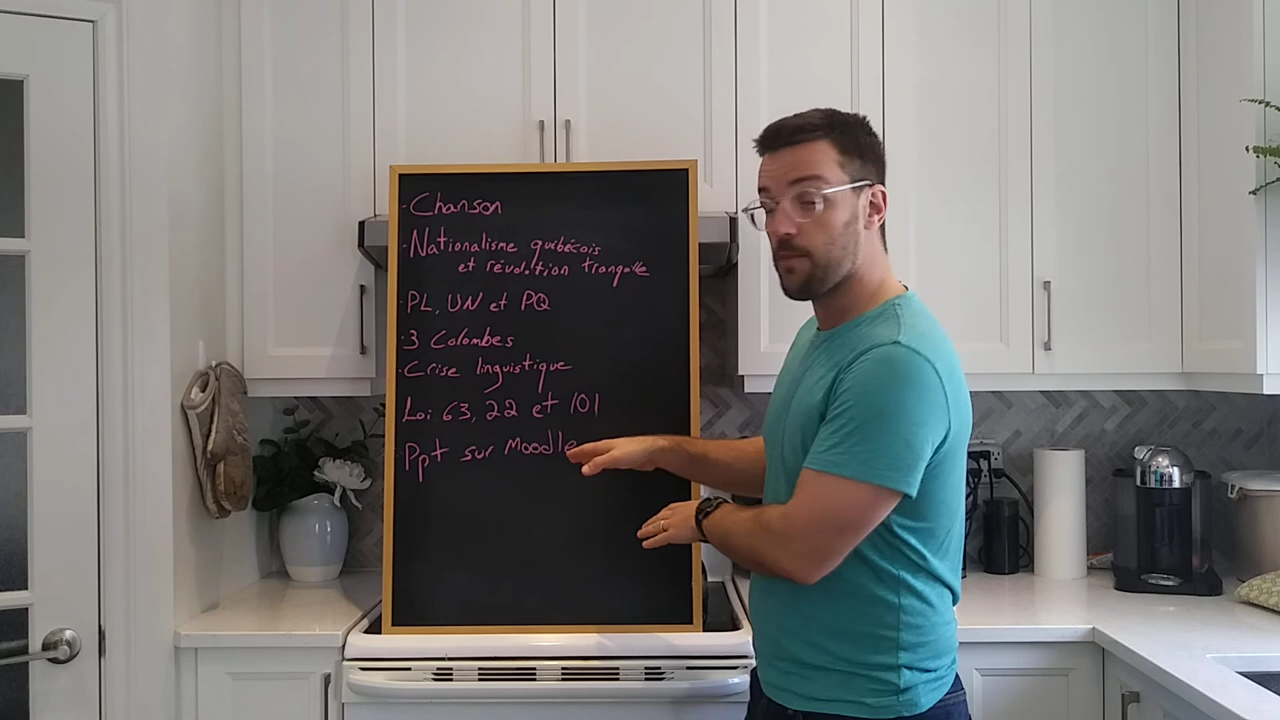 · Chanson
· Nationalisme québécois
et révolution tranquille
· PL, UN et PQ
· 3 Colombes
· Crise linguistique
Loi 63, 22 et 101
Ppt sur Moodle